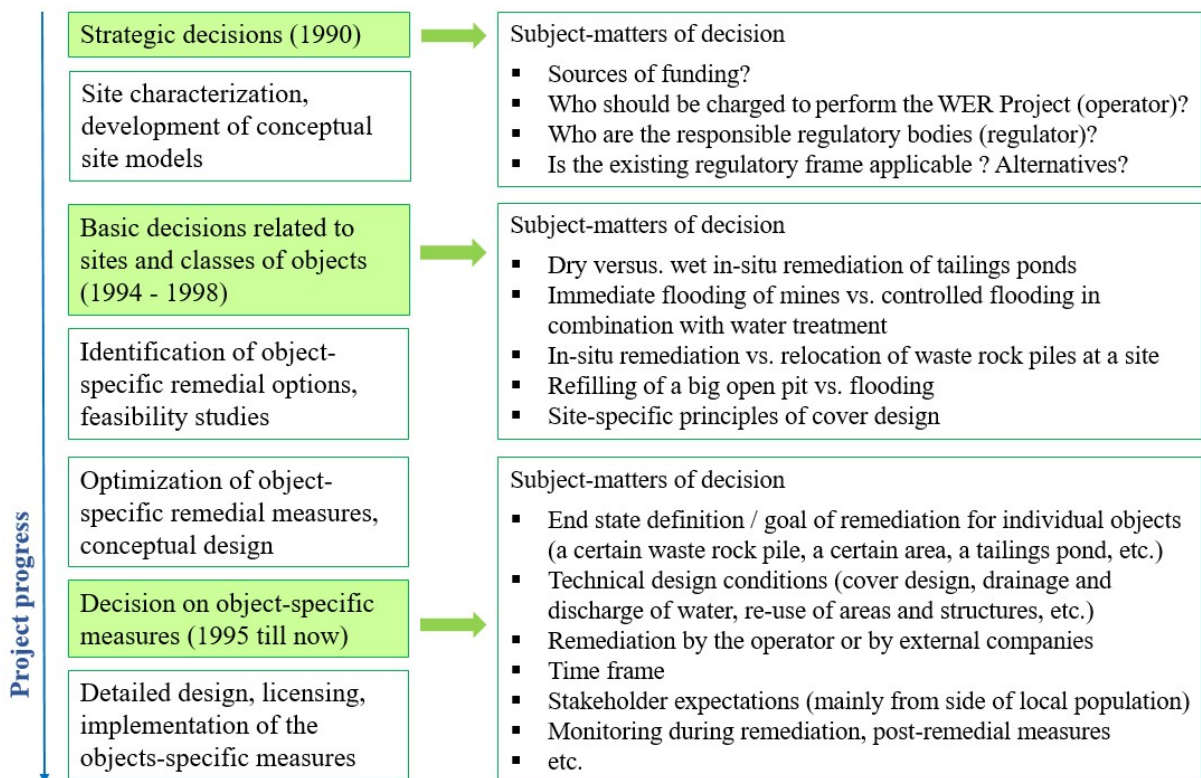 Strategic decisions (1990)
Subject-matters of decision
▪ Sources of funding?
▪ Who should be charged to perform the WER Project (operator)?
▪ Who are the responsible regulatory bodies (regulator)?
▪ Is the existing regulatory frame applicable ? Alternatives?
Site characterization,
development of conceptual
site models
Basic decisions related to
sites and classes of objects
(1994 - 1998)
Subject-matters of decision
▪ Dry versus. wet in-situ remediation of tailings ponds
▪ Immediate flooding of mines vs. controlled flooding in
combination with water treatment
▪ In-situ remediation vs. relocation of waste rock piles at a site
▪ Refilling of a big open pit vs. flooding
▪ Site-specific principles of cover design
Identification of object-
specific remedial options,
feasibility studies
Optimization of object-
specific remedial measures,
conceptual design
Decision on object-specific
measures (1995 till now)
Subject-matters of decision
▪ End state definition / goal of remediation for individual objects
(a certain waste rock pile, a certain area, a tailings pond, etc.)
▪ Technical design conditions (cover design, drainage and
discharge of water, re-use of areas and structures, etc.)
▪ Remediation by the operator or by external companies
▪ Time frame
▪ Stakeholder expectations (mainly from side of local population)
▪ Monitoring during remediation, post-remedial measures
▪ etc.
Detailed design, licensing,
implementation of the
objects-specific measures
Project progress